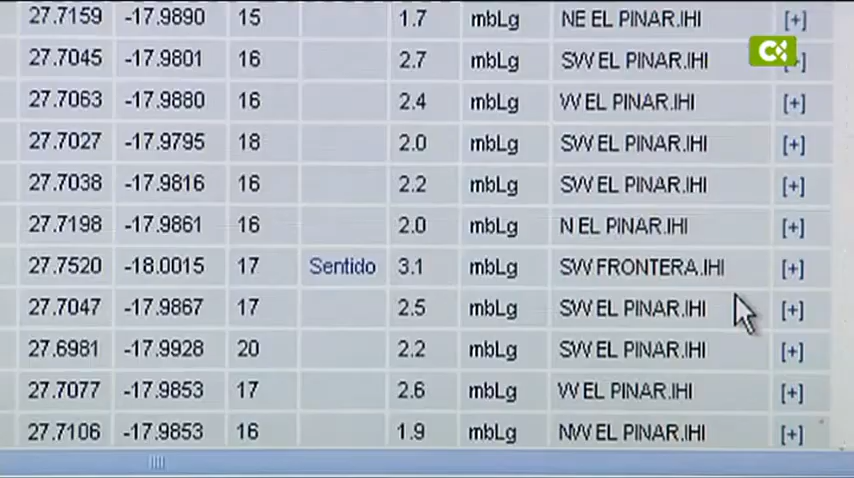 27.7159 -17.9890 15 1.7 mbLg NE EL PINAR.IHI [+]
27.7045 -17.9801 16 2.7 mbLg SW EL PINAR.IHI [+]
27.7063 -17.9880 16 2.4 mbLg W EL PINAR.IHI [+]
27.7027 -17.9795 18 2.0 mbLg SW EL PINAR.IHI [+]
27.7038 -17.9816 16 2.2 mbLg SW EL PINAR.IHI [+]
27.7198 -17.9861 16 2.0 mbLg N EL PINAR.IHI [+]
27.7520 -18.0015 17 Sentido 3.1 mbLg SW FRONTERA.IHI [+]
27.7047 -17.9867 17 2.5 mbLg SW EL PINAR.IHI [+]
27.6981 -17.9928 20 2.2 mbLg SW EL PINAR.IHI [+]
27.7077 -17.9853 17 2.6 mbLg W EL PINAR.IHI [+]
27.7106 -17.9853 16 1.9 mbLg NW EL PINAR.IHI [+]